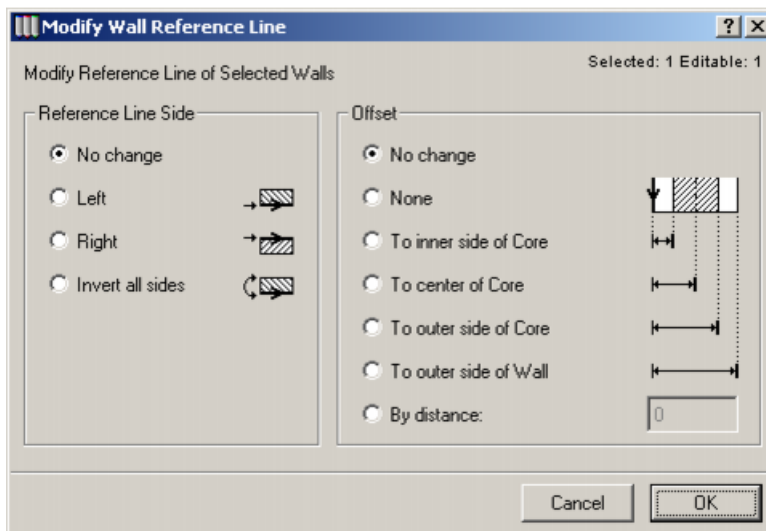 Modify Wall Reference Line
Modify Reference Line of Selected Walls
Selected: 1 Editable: 1
Reference Line Side
No change
Left
Right
Invert all sides
Offset
No change
None
To inner side of Core
To center of Core
To outer side of Core
To outer side of Wall
By distance:
0
Cancel
OK